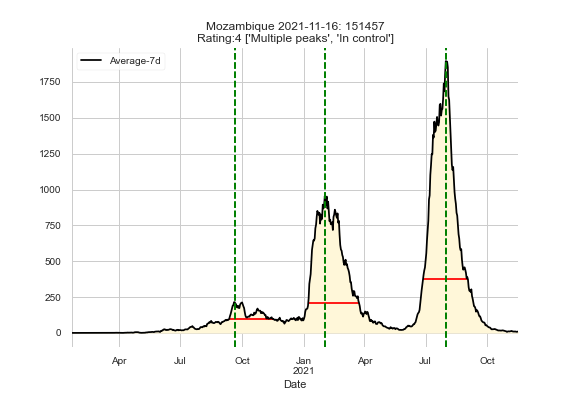 Mozambique 2021-11-16: 151457
Rating:4 ['Multiple peaks', 'In control']
Average-7d
1750
1500
1250
1000
750
500
250
0
Apr Jul Oct Jan Apr Jul Oct
2021
Date